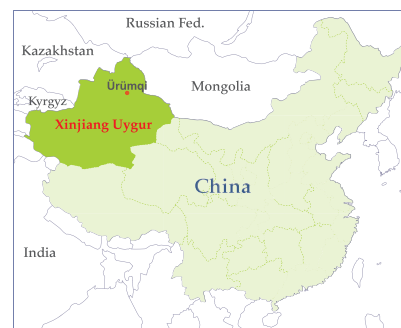 Russian Fed.
Kazakhstan
Ürümqi
Mongolia
Kyrgyz
Xinjiang Uygur
China
India